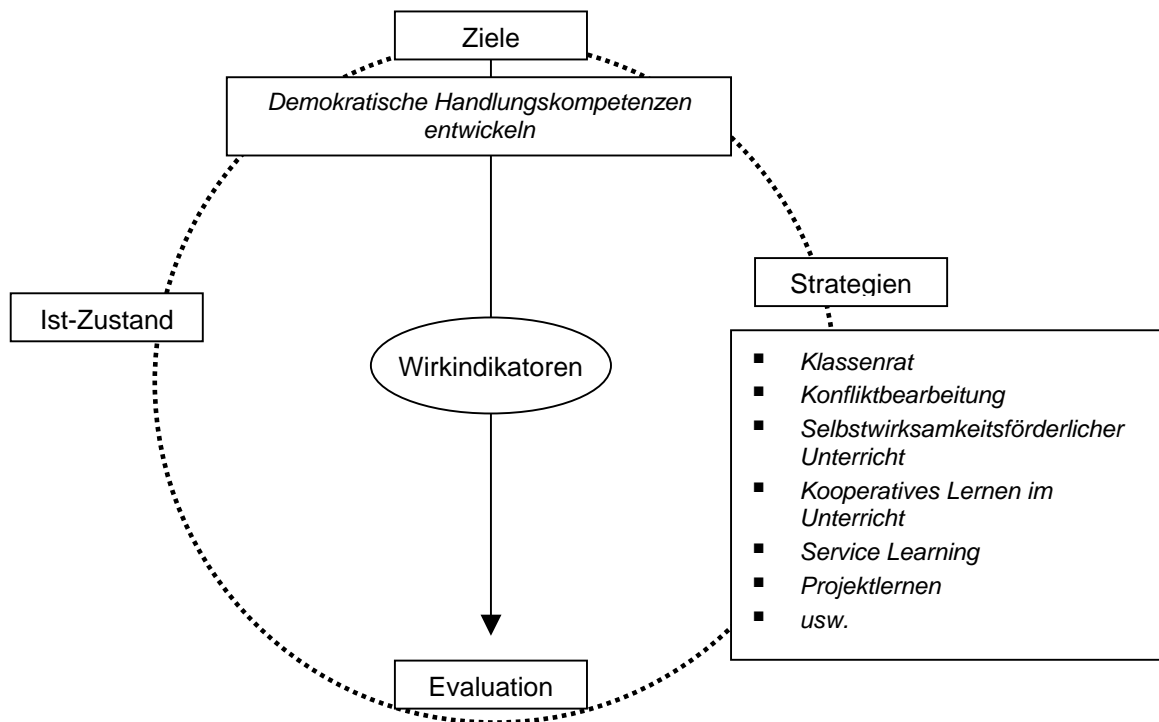 Ziele
Demokratische Handlungskompetenzen
entwickeln
Strategien
Ist-Zustand
Wirkindikatoren
▪ Klassenrat
▪ Konfliktbearbeitung
▪ Selbstwirksamkeitsförderlicher
Unterricht
▪ Kooperatives Lernen im
Unterricht
▪ Service Learning
▪ Projektlernen
▪ usw.
Evaluation